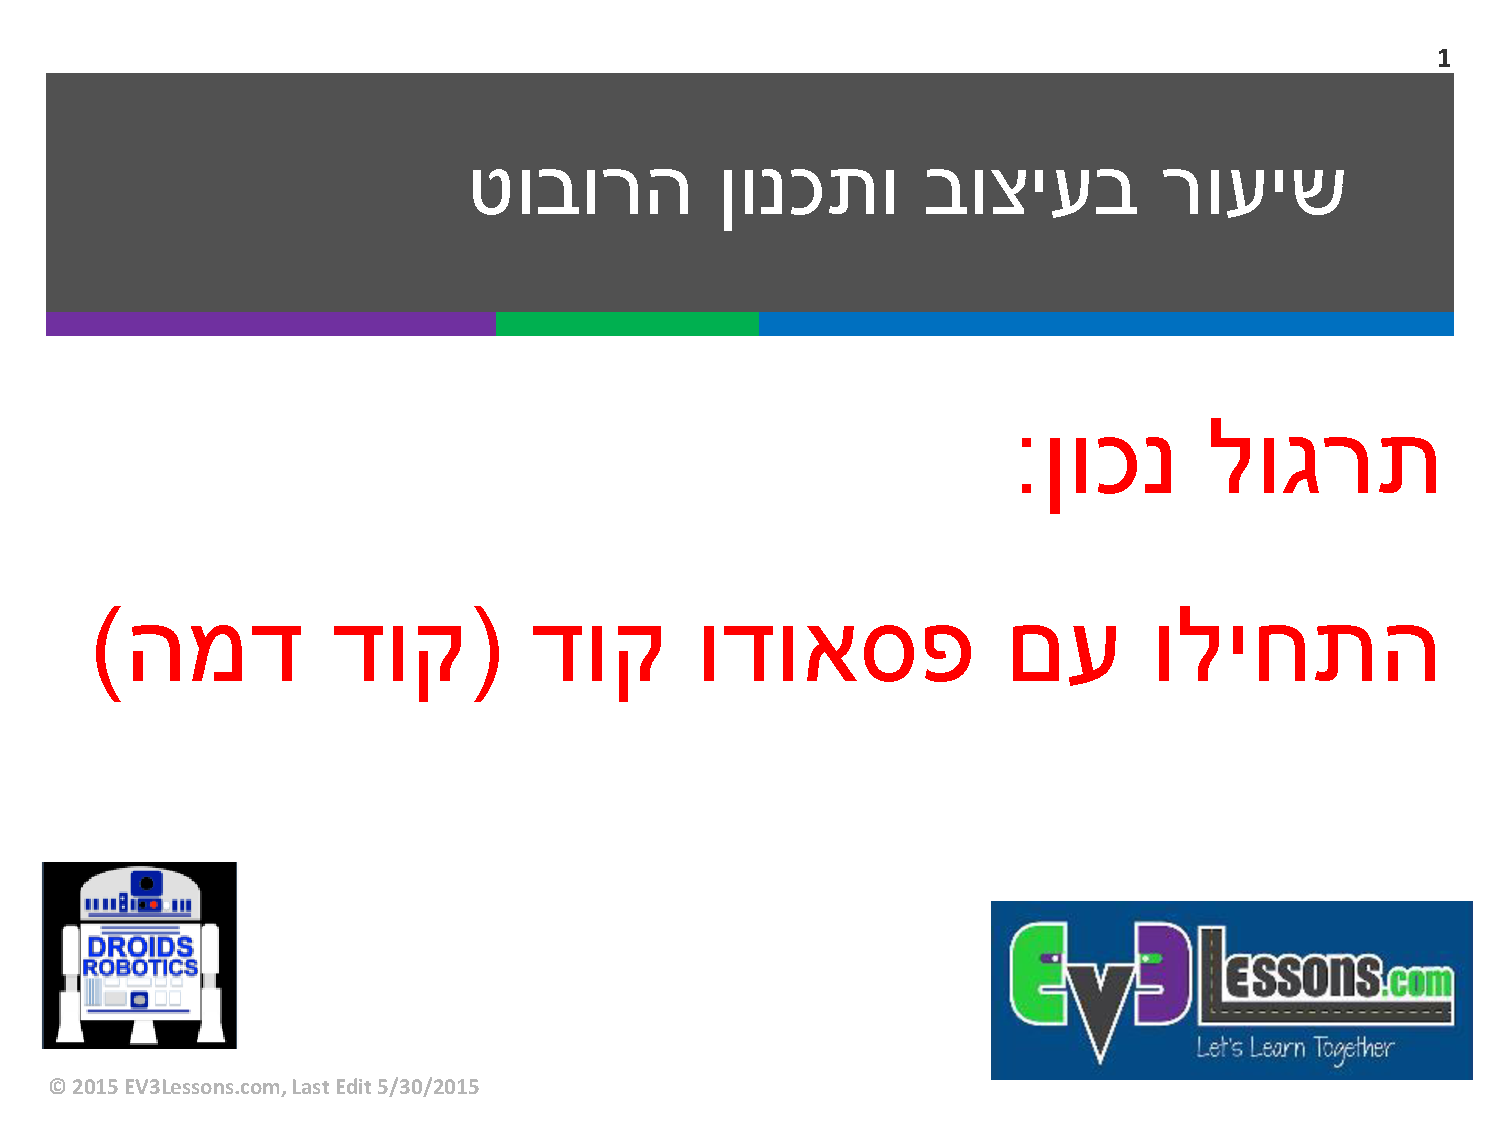 1
שיעור בעיצוב ותכנון הרובוט
תרגול נכון:
התחילו עם פסאודו קוד (קוד דמה)
DROIDS
ROBOTICS
EV3Lessons.com
Let's Learn Together
© 2015 EV3Lessons.com, Last Edit 5/30/2015